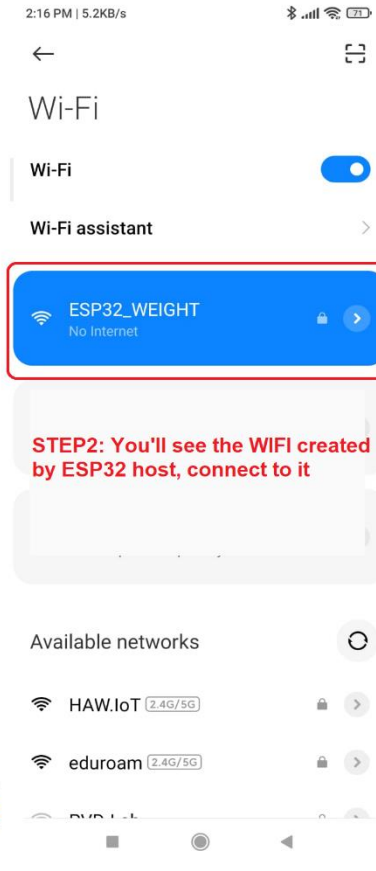 2:16 PM | 5.2KB/s
71
Wi-Fi
Wi-Fi
Wi-Fi assistant
ESP32_WEIGHT
No Internet
STEP2: You'll see the WIFI created
by ESP32 host, connect to it
Available networks
HAW.IoT 2.4G/5G
eduroam 2.4G/5G